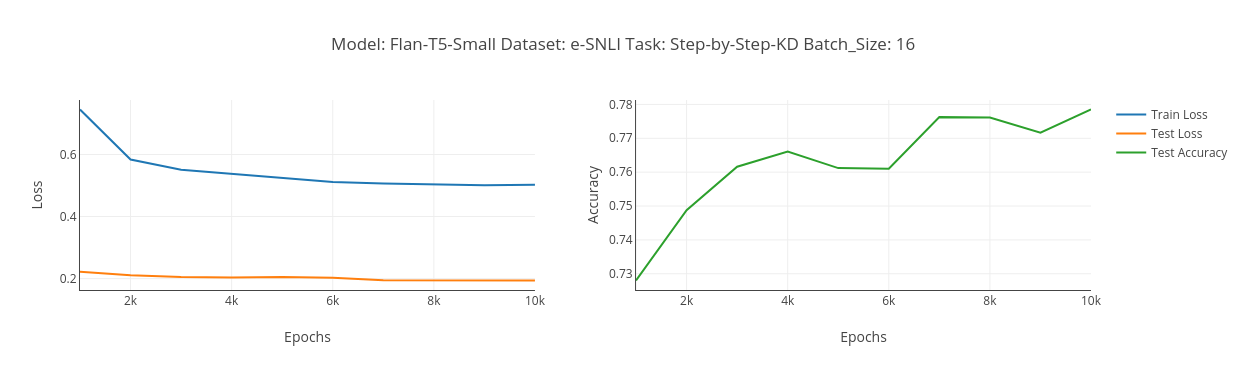 Model: Flan-T5-Small Dataset: e-SNLI Task: Step-by-Step-KD Batch_Size: 16
0.6
0.4
0.2
Loss
2k
4k
6k
8k
10k
Epochs
0.78
0.77
0.76
0.75
0.74
0.73
Accuracy
2k
4k
6k
8k
10k
Epochs
Train Loss
Test Loss
Test Accuracy